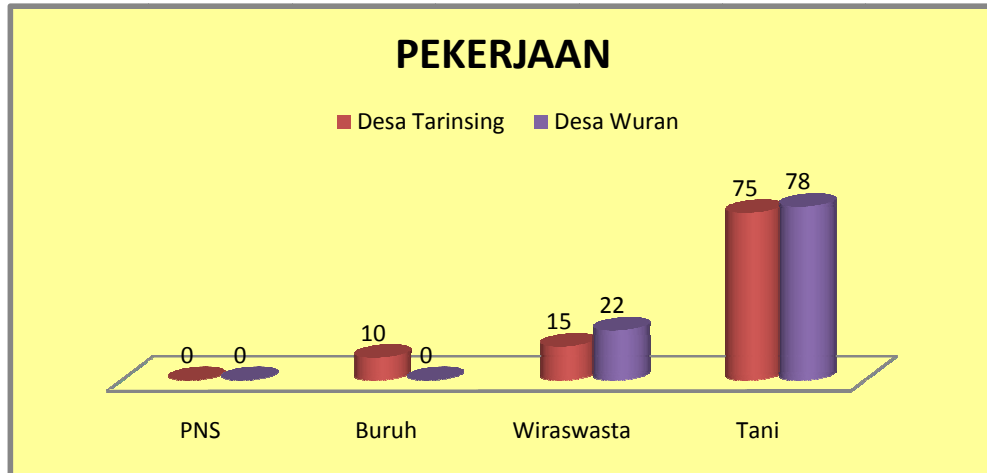 PEKERJAAN
Desa Tarinsing Desa Wuran
75 78
15 22
10
0 0 0
PNS Buruh Wiraswasta Tani